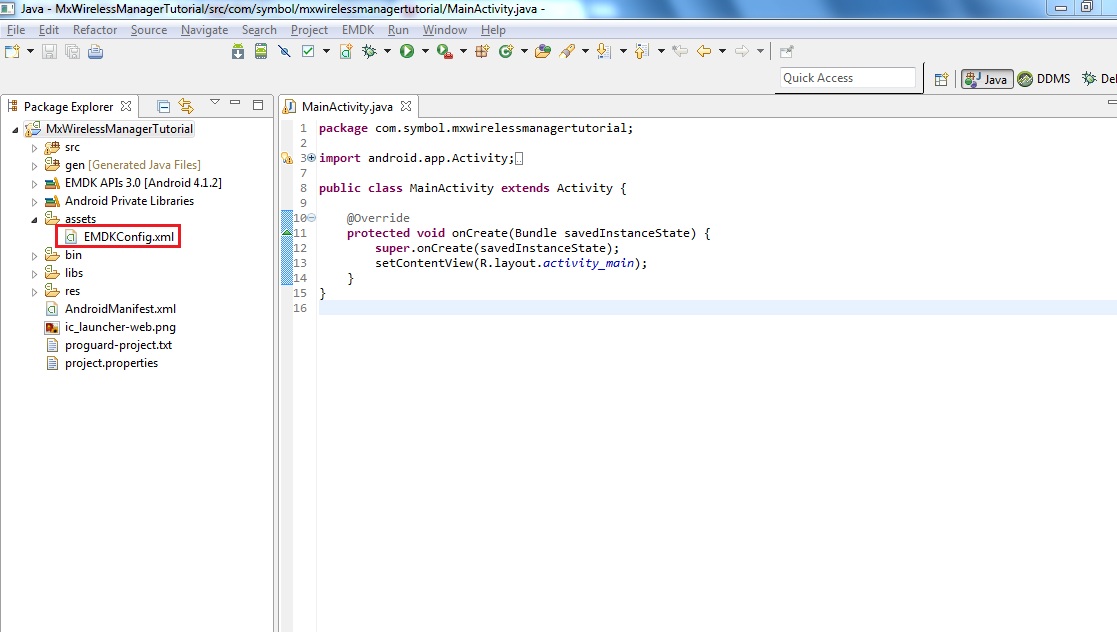 Java - MxWirelessManagerTutorial/src/com/symbol/mxwirelessmanagertutorial/MainActivity.java -
File Edit Refactor Source Navigate Search Project EMDK Run Window Help
Quick Access
Java
DDMS
Package Explorer
MxWirelessManagerTutorial
src
gen [Generated Java Files]
EMDK APIs 3.0 [Android 4.1.2]
Android Private Libraries
assets
EMDKConfig.xml
bin
libs
res
AndroidManifest.xml
ic_launcher-web.png
proguard-project.txt
project.properties
MainActivity.java
1 package com.symbol.mxwirelessmanagertutorial;
2
3 import android.app.Activity;
7
8 public class MainActivity extends Activity {
9
10 @Override
11 protected void onCreate(Bundle savedInstanceState) {
12 super.onCreate(savedInstanceState);
13 setContentView(R.layout.activity_main);
14 }
15 }
16